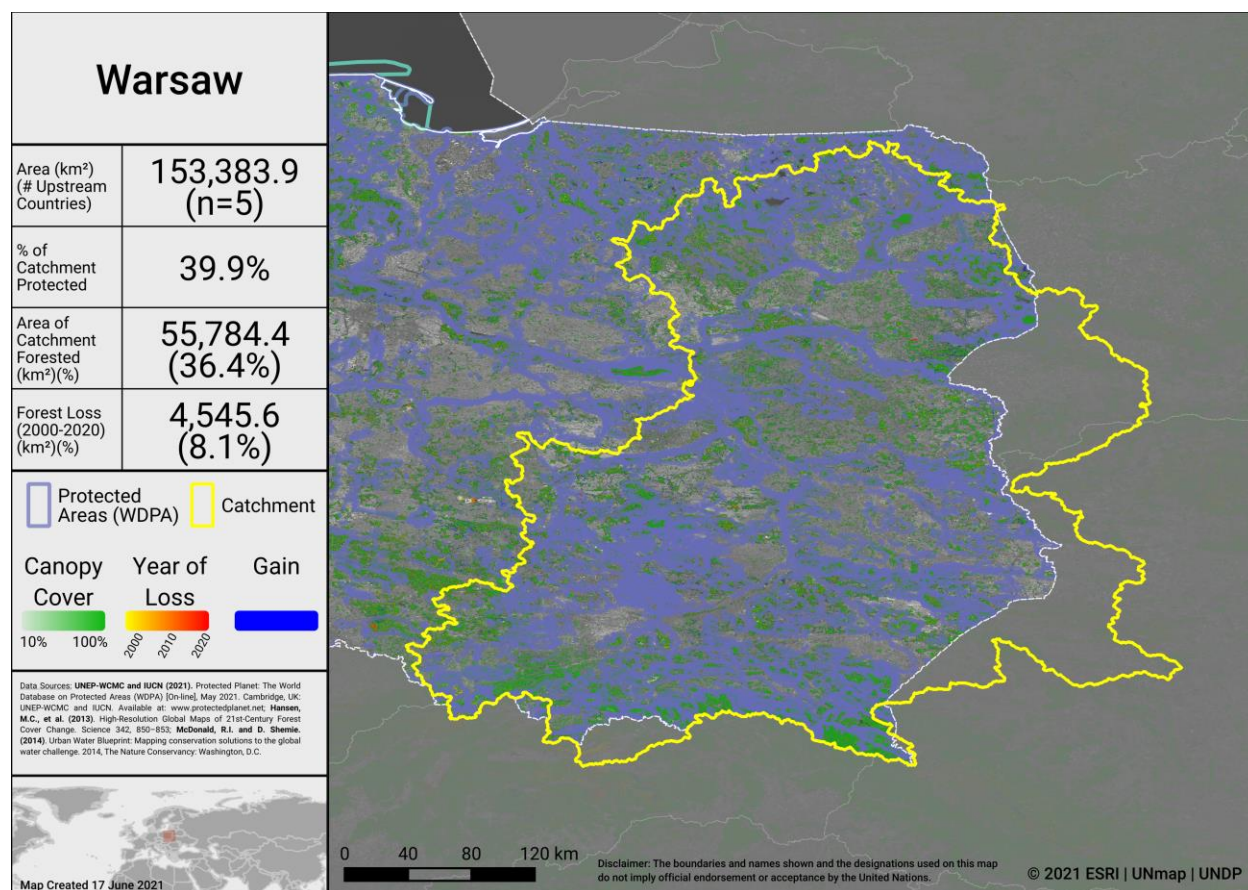 Warsaw
Area (km²)
(# Upstream
Countries)
153,383.9
(n=5)
% of
Catchment
Protected
39.9%
Area of
Catchment
Forested
(km²)(%)
55,784.4
(36.4%)
Forest Loss
(2000-2020)
(km²)(%)
4,545.6
(8.1%)
Protected
Areas (WDPA)
Catchment
Canopy
Cover
10% 100%
Year of
Loss
2000 2010 2020
Gain
Data Sources: UNEP-WCMC and IUCN (2021). Protected Planet: The World
Database on Protected Areas (WDPA) [On-line], May 2021. Cambridge, UK:
UNEP-WCMC and IUCN. Available at: www.protectedplanet.net; Hansen,
M.C., et al. (2013). High-Resolution Global Maps of 21st-Century Forest
Cover Change. Science 342, 850–853; McDonald, R.I. and D. Shemie.
(2014). Urban Water Blueprint: Mapping conservation solutions to the global
water challenge. 2014, The Nature Conservancy: Washington, D.C.
Map Created 17 June 2021
0 40 80 120 km
Disclaimer: The boundaries and names shown and the designations used on this map
do not imply official endorsement or acceptance by the United Nations.
© 2021 ESRI | UNmap | UNDP